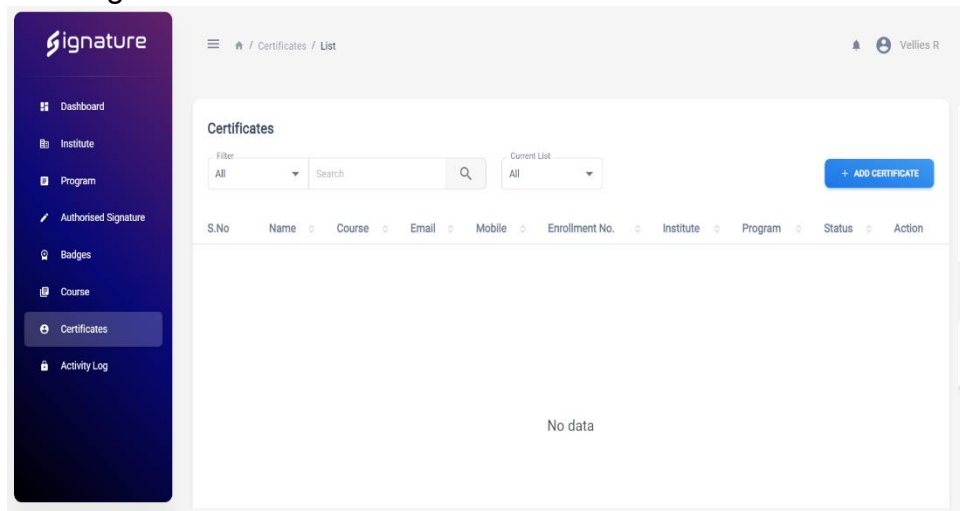 Signature
Dashboard
Institute
Program
Authorised Signature
Badges
Course
Certificates
Activity Log
/ Certificates / List
Vellies R
Certificates
Filter
All
Search
Current List
All
+ ADD CERTIFICATE
S.No Name Course Email Mobile Enrollment No. Institute Program Status Action
No data